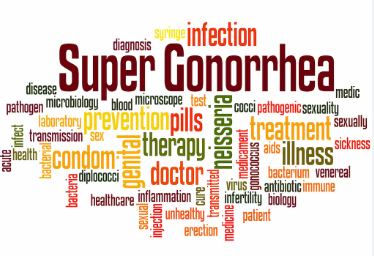 syringe infection
diagnosis
Super Gonorrhea
disease medic
pathogen microbiology blood microscope test cocci pathogenic sexuality
laboratory prevention pills neisseria treatment sexually
acute infect transmission sex therapy medicament aids sickness
health bacterial condom genital gonococcus illness
diplococci doctor bacterium venereal
bacteria inflammation cure transmitted virus antibiotic immune
healthcare infertility biology
sexual injection unhealthy medicine patient
erection